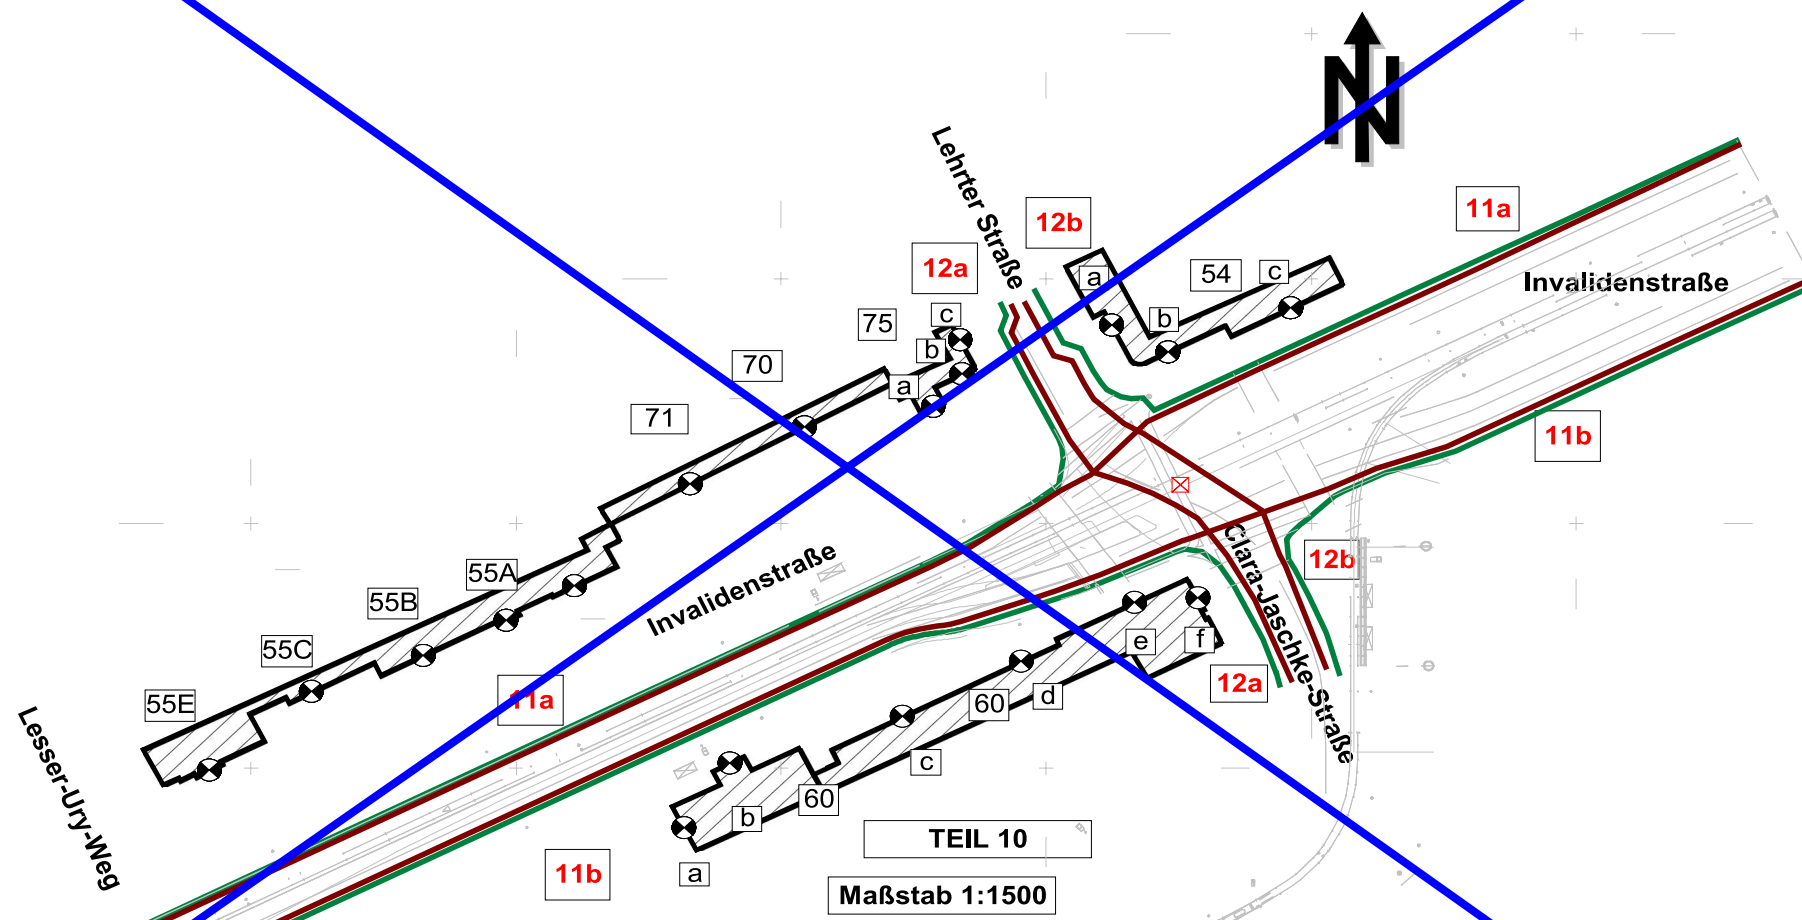 N
Lehrter Straße
12b
11a
12a
a
54
c
Invalidenstraße
75
c
b
b
70
a
71
11b
Clara-Jaschke-Straße
Invalidenstraße
12b
55A
55B
55C
e
f
12a
55E
11a
60
d
Lesser-Ury-Weg
c
60
b
TEIL 10
11b
a
Maßstab 1:1500